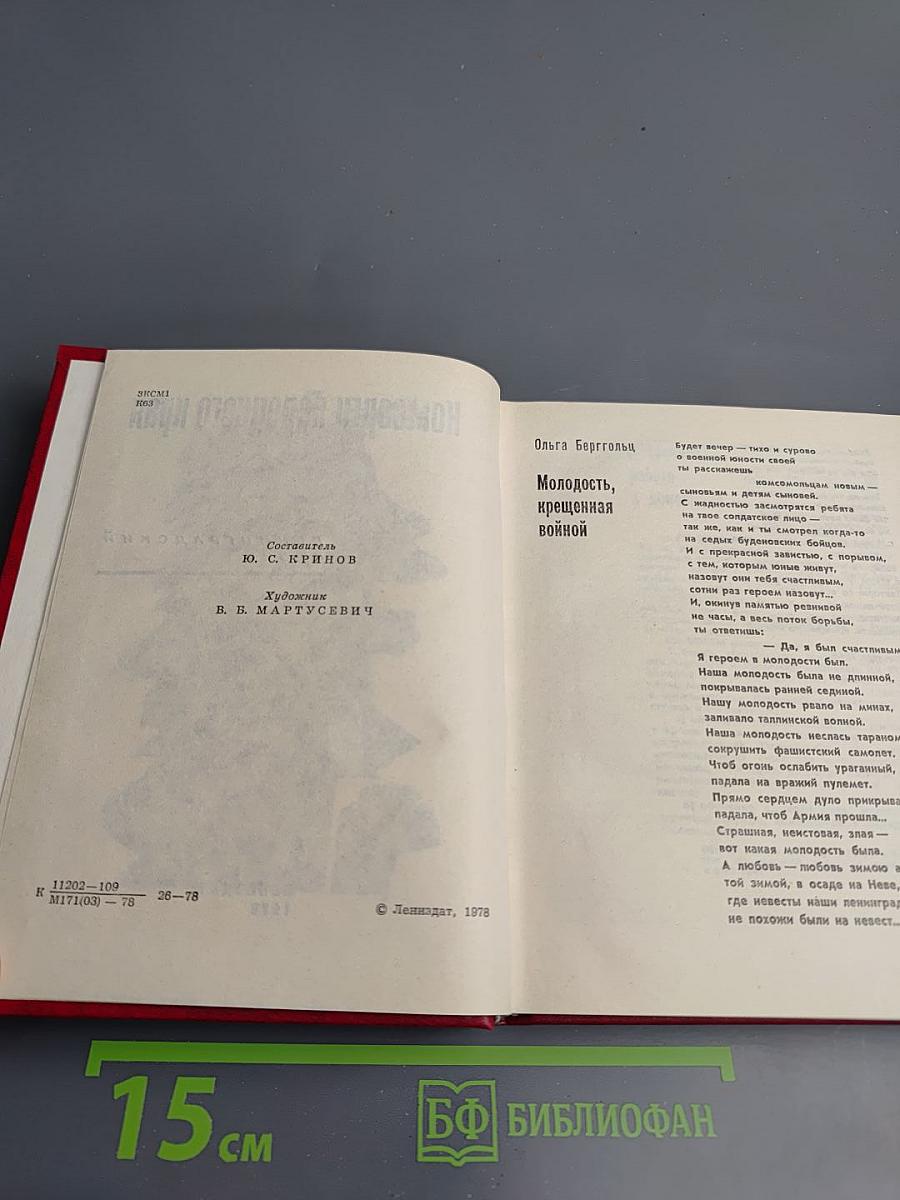 3КСМ1
К63
Составитель
Ю. С. КРИНОВ
Художник
В. Б. МАРТУСЕВИЧ
К 11202—109
М171(03) — 78 26—78
© Лениздат, 1978
Ольга Берггольц
Молодость,
крещенная
войной
Будет вечер — тихо и сурово
о военной юности своей
ты расскажешь
комсомольцам новым —
сыновьям и детям сыновей.
С жадностью засмотрятся ребята
на твое солдатское лицо —
так же, как и ты смотрел когда-то
на седых буденовских бойцов.
И с прекрасной завистью, с порывом,
с тем, которым юные живут,
назовут они тебя счастливым,
сотни раз героем назовут...
И, окинув памятью ревнивой
не часы, а весь поток борьбы,
ты ответишь:
— Да, я был счастливым
Я героем в молодости был.
Наша молодость была не длинной,
покрывалась ранней сединой.
Нашу молодость рвало на минах,
заливало таллинской волной.
Наша молодость неслась тараном
сокрушить фашистский самолет.
Чтоб огонь ослабить ураганный,
падала на вражий пулемет.
Прямо сердцем дуло прикрыва
падала, чтоб Армия прошла...
Страшная, неистовая, злая —
вот какая молодость была.
А любовь — любовь зимою а
той зимой, в осаде на Неве,
где невесты наши ленинград
не похожи были на невест...
15 см
БФ БИБЛИОФАН